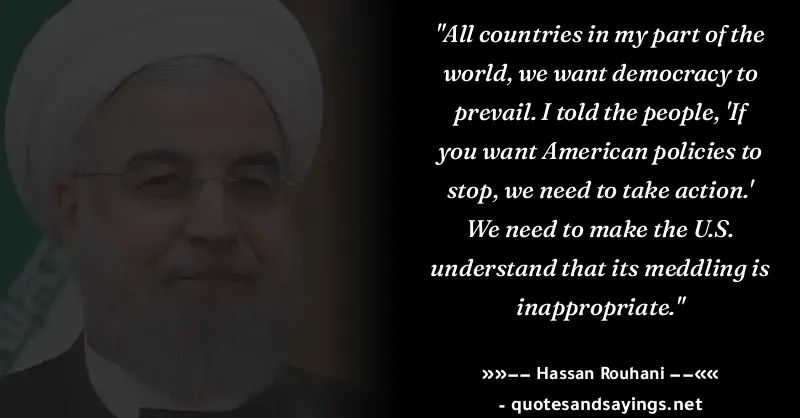 "All countries in my part of the
world, we want democracy to
prevail. I told the people, 'If
you want American policies to
stop, we need to take action.'
We need to make the U.S.
understand that its meddling is
inappropriate."
»»—— Hassan Rouhani ——««
- quotesandsayings.net